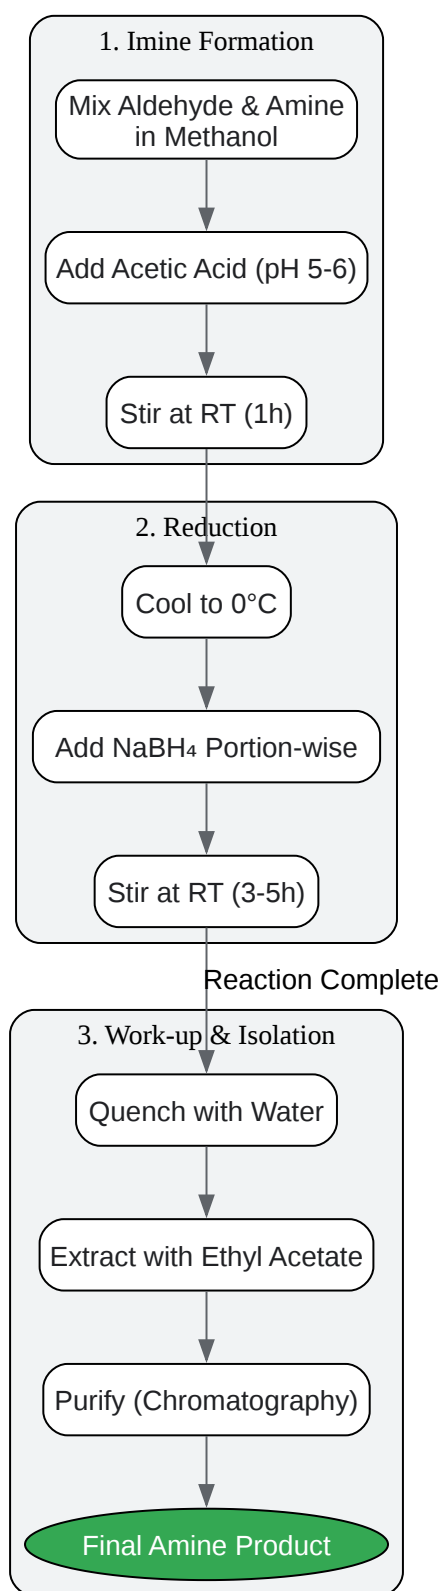 1. Imine Formation
Mix Aldehyde & Amine
in Methanol
Add Acetic Acid (pH 5-6)
Stir at RT (1h)
2. Reduction
Cool to 0°C
Add NaBH₄ Portion-wise
Stir at RT (3-5h)
Reaction Complete
3. Work-up & Isolation
Quench with Water
Extract with Ethyl Acetate
Purify (Chromatography)
Final Amine Product